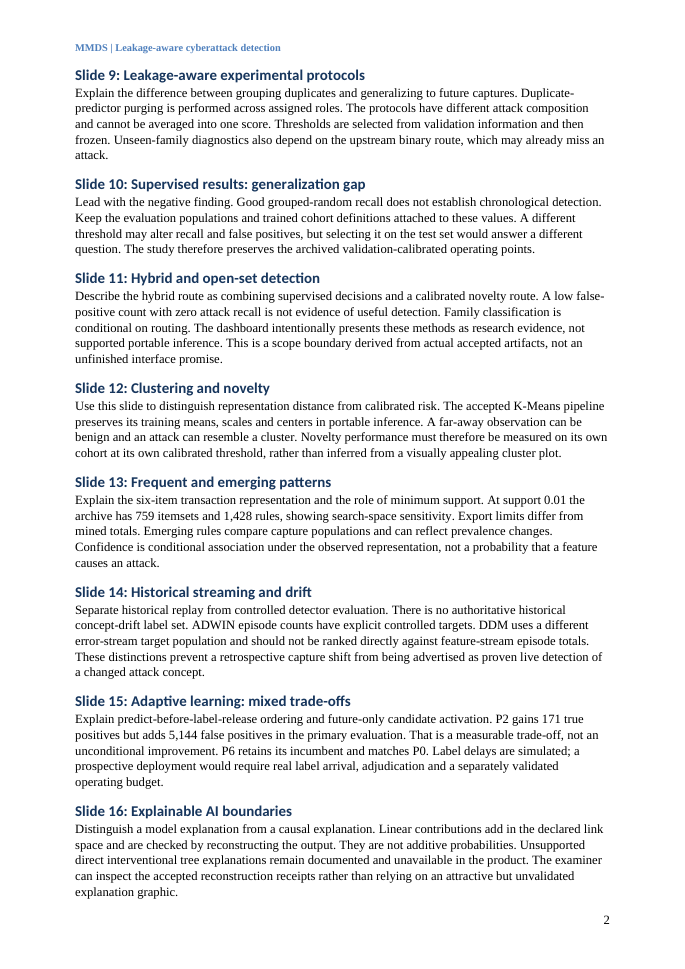 MMDS | Leakage-aware cyberattack detection
Slide 9: Leakage-aware experimental protocols
Explain the difference between grouping duplicates and generalizing to future captures. Duplicate-
predictor purging is performed across assigned roles. The protocols have different attack composition
and cannot be averaged into one score. Thresholds are selected from validation information and then
frozen. Unseen-family diagnostics also depend on the upstream binary route, which may already miss an
attack.
Slide 10: Supervised results: generalization gap
Lead with the negative finding. Good grouped-random recall does not establish chronological detection.
Keep the evaluation populations and trained cohort definitions attached to these values. A different
threshold may alter recall and false positives, but selecting it on the test set would answer a different
question. The study therefore preserves the archived validation-calibrated operating points.
Slide 11: Hybrid and open-set detection
Describe the hybrid route as combining supervised decisions and a calibrated novelty route. A low false-
positive count with zero attack recall is not evidence of useful detection. Family classification is
conditional on routing. The dashboard intentionally presents these methods as research evidence, not
supported portable inference. This is a scope boundary derived from actual accepted artifacts, not an
unfinished interface promise.
Slide 12: Clustering and novelty
Use this slide to distinguish representation distance from calibrated risk. The accepted K-Means pipeline
preserves its training means, scales and centers in portable inference. A far-away observation can be
benign and an attack can resemble a cluster. Novelty performance must therefore be measured on its own
cohort at its own calibrated threshold, rather than inferred from a visually appealing cluster plot.
Slide 13: Frequent and emerging patterns
Explain the six-item transaction representation and the role of minimum support. At support 0.01 the
archive has 759 itemsets and 1,428 rules, showing search-space sensitivity. Export limits differ from
mined totals. Emerging rules compare capture populations and can reflect prevalence changes.
Confidence is conditional association under the observed representation, not a probability that a feature
causes an attack.
Slide 14: Historical streaming and drift
Separate historical replay from controlled detector evaluation. There is no authoritative historical
concept-drift label set. ADWIN episode counts have explicit controlled targets. DDM uses a different
error-stream target population and should not be ranked directly against feature-stream episode totals.
These distinctions prevent a retrospective capture shift from being advertised as proven live detection of
a changed attack concept.
Slide 15: Adaptive learning: mixed trade-offs
Explain predict-before-label-release ordering and future-only candidate activation. P2 gains 171 true
positives but adds 5,144 false positives in the primary evaluation. That is a measurable trade-off, not an
unconditional improvement. P6 retains its incumbent and matches P0. Label delays are simulated; a
prospective deployment would require real label arrival, adjudication and a separately validated
operating budget.
Slide 16: Explainable AI boundaries
Distinguish a model explanation from a causal explanation. Linear contributions add in the declared link
space and are checked by reconstructing the output. They are not additive probabilities. Unsupported
direct interventional tree explanations remain documented and unavailable in the product. The examiner
can inspect the accepted reconstruction receipts rather than relying on an attractive but unvalidated
explanation graphic.
2